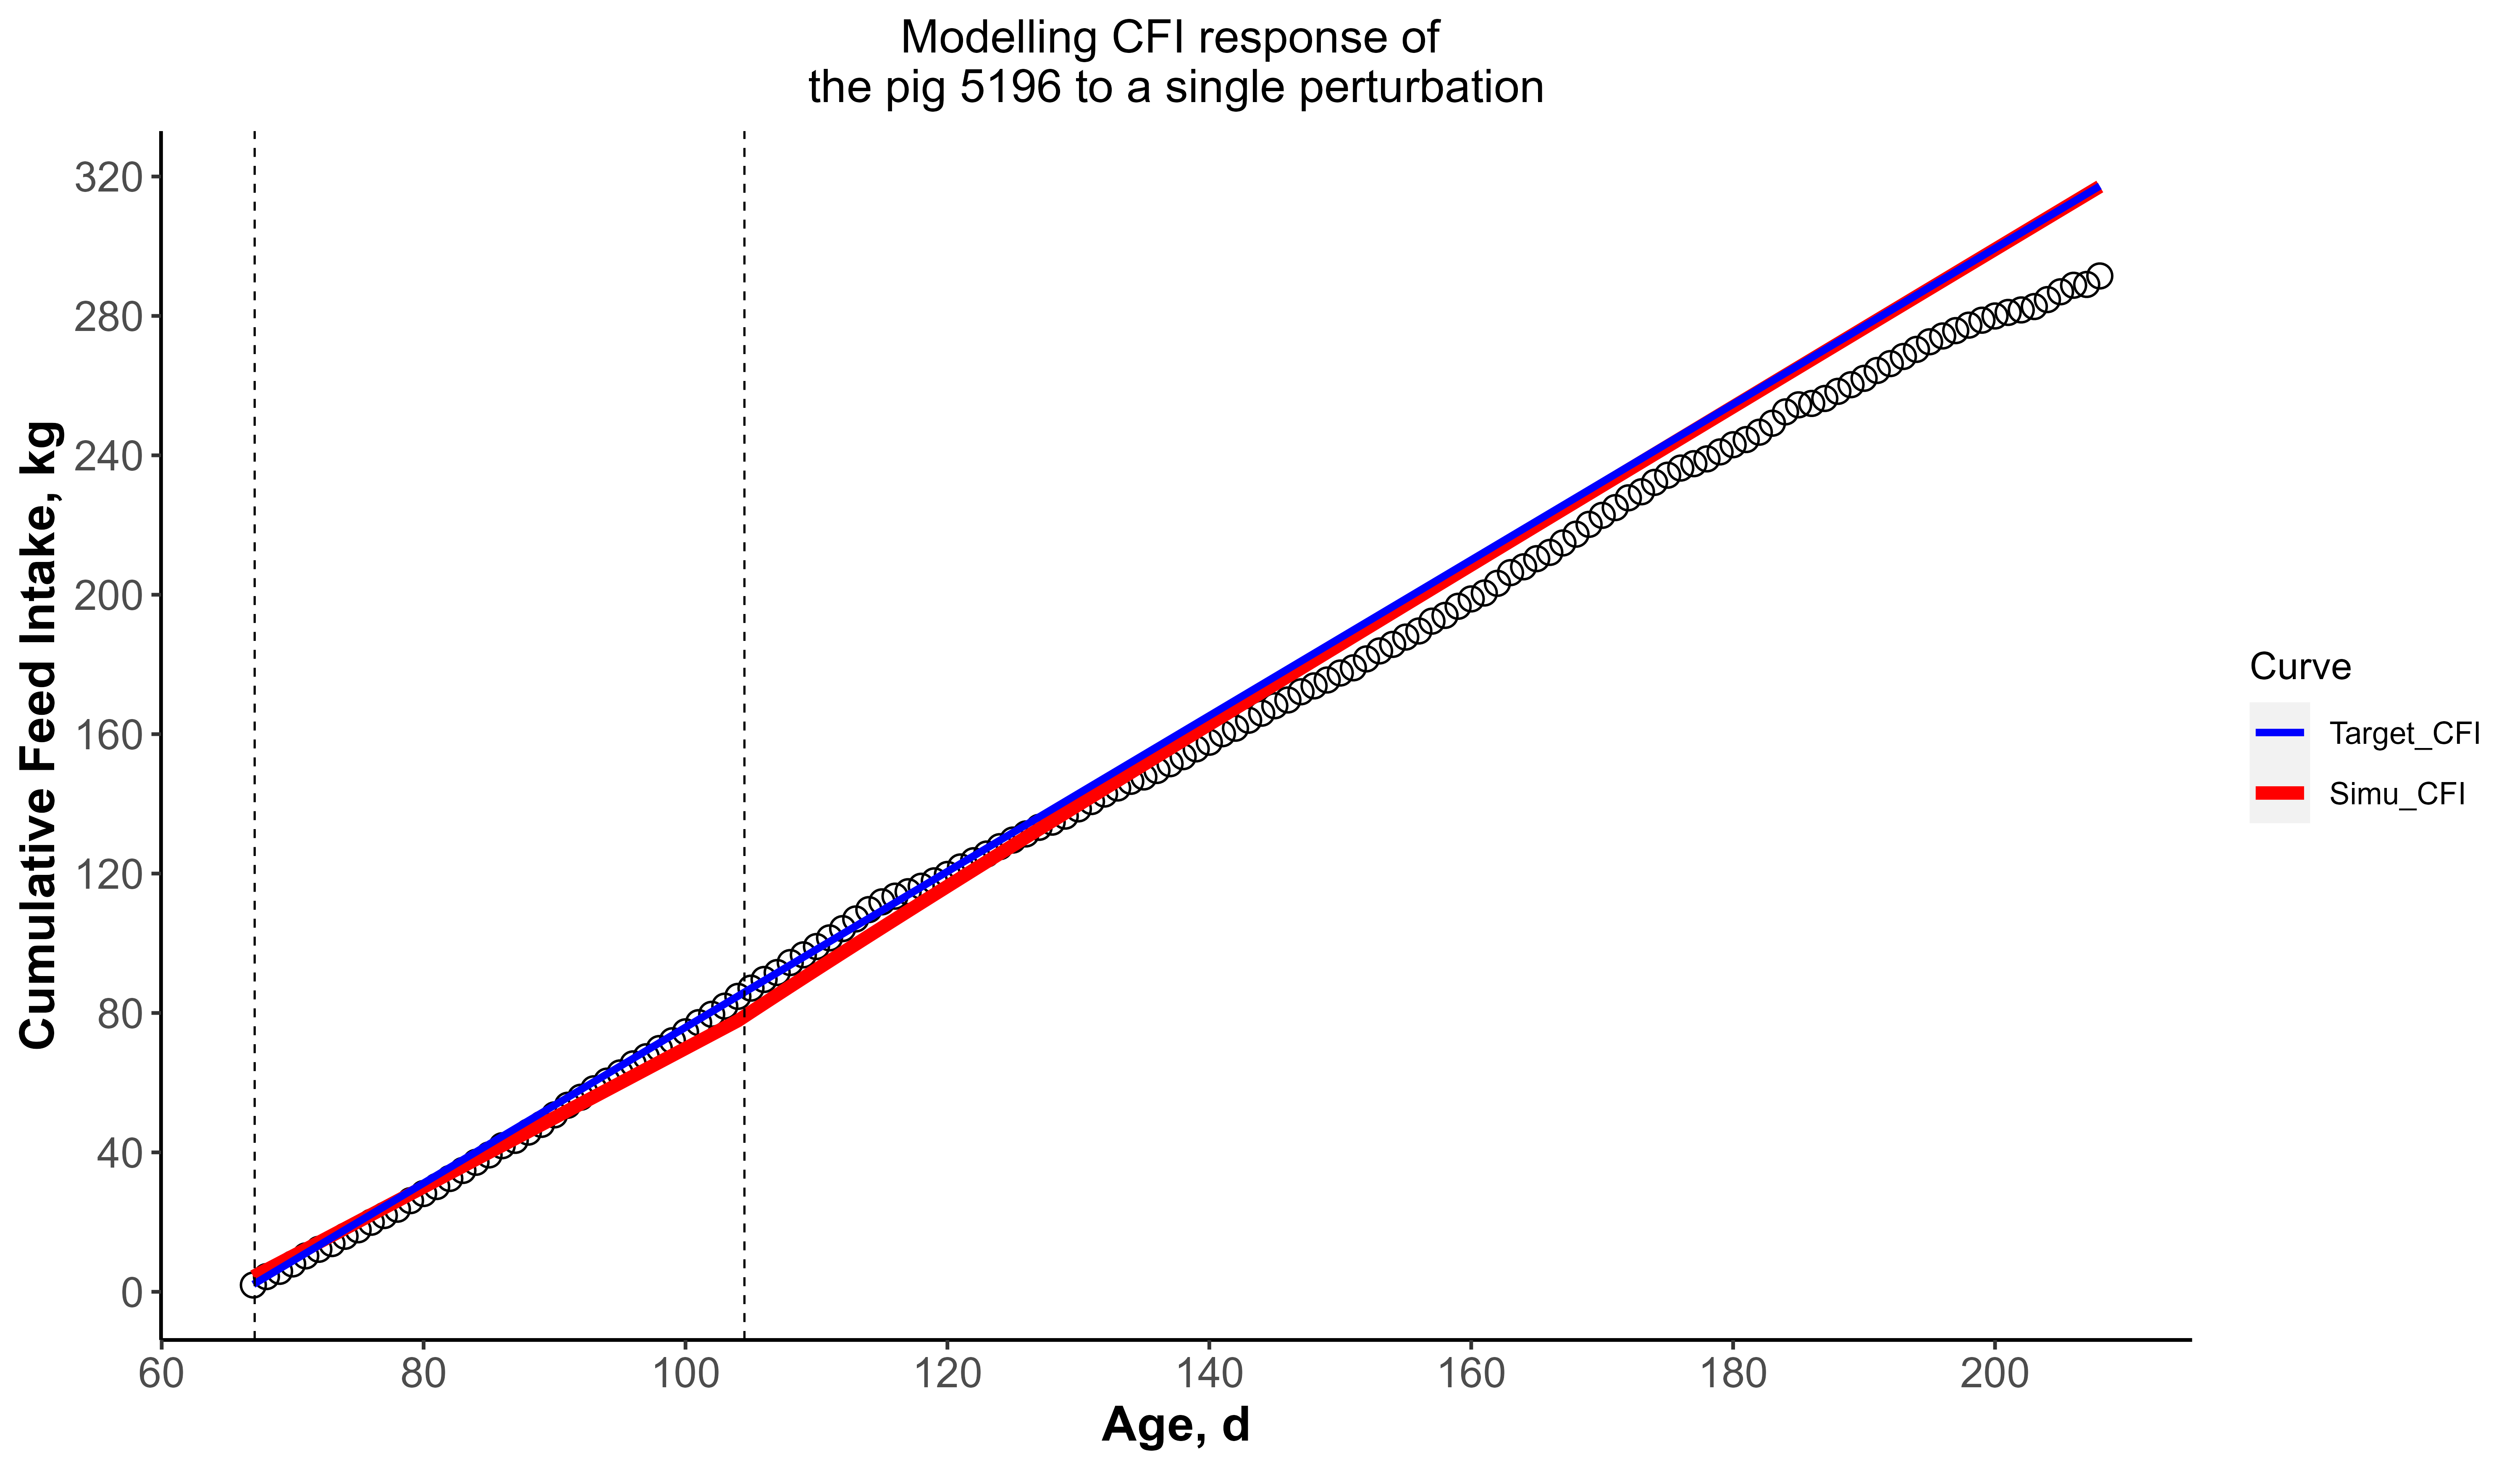 Modelling CFI response of
the pig 5196 to a single perturbation
Cumulative Feed Intake, kg
320
280
240
200
160
120
80
40
0
60 80 100 120 140 160 180 200
Age, d
Curve
Target_CFI
Simu_CFI